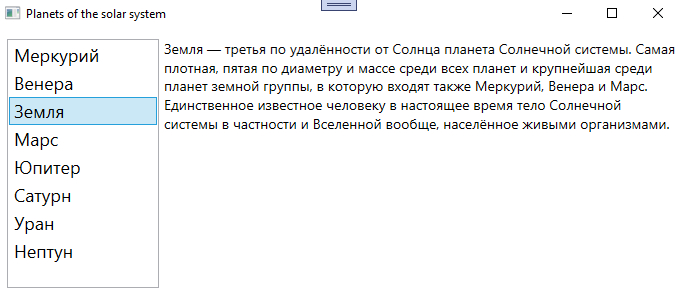 Planets of the solar system
Меркурий
Венера
Земля
Марс
Юпитер
Сатурн
Уран
Нептун
Земля — третья по удалённости от Солнца планета Солнечной системы. Самая
плотная, пятая по диаметру и массе среди всех планет и крупнейшая среди
планет земной группы, в которую входят также Меркурий, Венера и Марс.
Единственное известное человеку в настоящее время тело Солнечной
системы в частности и Вселенной вообще, населённое живыми организмами.